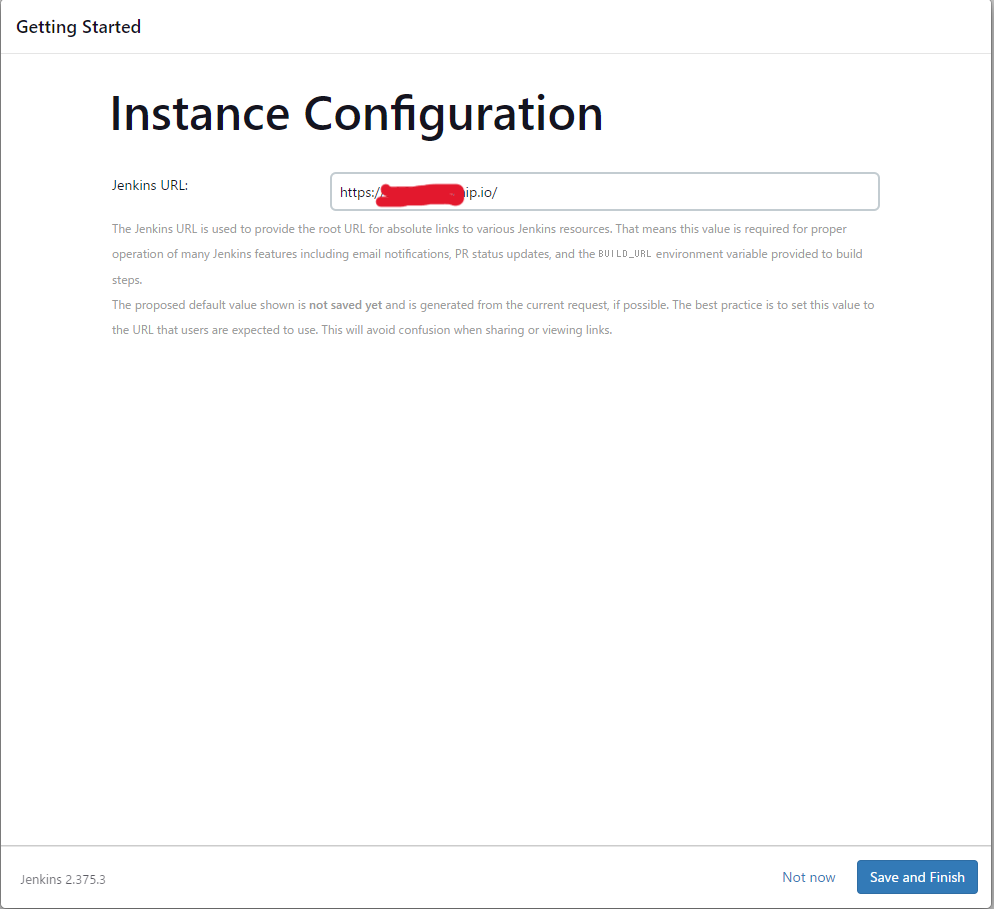 Getting Started
Instance Configuration
Jenkins URL:
https:/ ip.io/
The Jenkins URL is used to provide the root URL for absolute links to various Jenkins resources. That means this value is required for proper
operation of many Jenkins features including email notifications, PR status updates, and the BUILD_URL environment variable provided to build
steps.
The proposed default value shown is not saved yet and is generated from the current request, if possible. The best practice is to set this value to
the URL that users are expected to use. This will avoid confusion when sharing or viewing links.
Jenkins 2.375.3
Not now
Save and Finish